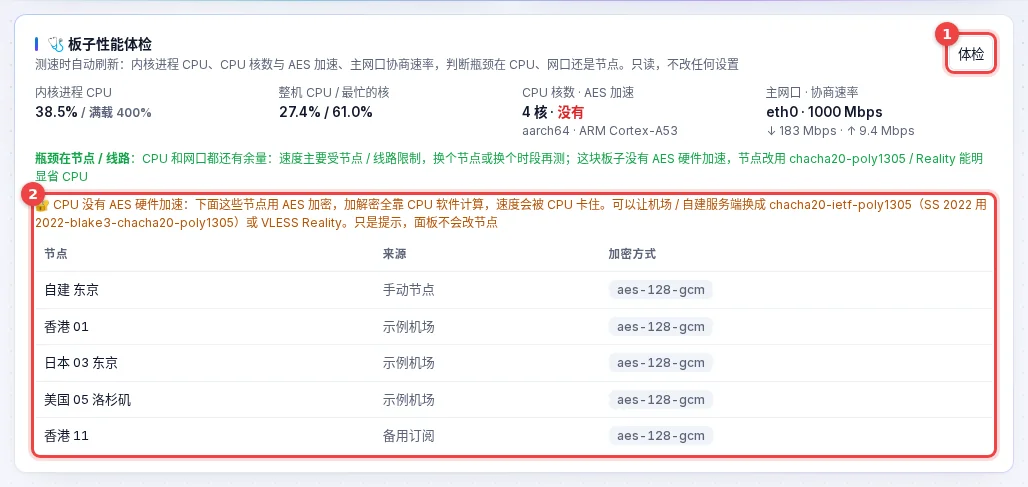 🩺 板子性能体检
1
体检
测速时自动刷新：内核进程 CPU、CPU 核数与 AES 加速、主网口协商速率，判断瓶颈在 CPU、网口还是节点。只读，不改任何设置
内核进程 CPU
整机 CPU / 最忙的核
CPU 核数 · AES 加速
主网口 · 协商速率
38.5% / 满载 400%
27.4% / 61.0%
4 核 · 没有
eth0 · 1000 Mbps
aarch64 · ARM Cortex-A53
↓ 183 Mbps · ↑ 9.4 Mbps
瓶颈在节点 / 线路：CPU 和网口都还有余量：速度主要受节点 / 线路限制，换个节点或换个时段再测；这块板子没有 AES 硬件加速，节点改用 chacha20-poly1305 / Reality 能明
显省 CPU
2
🔐 CPU 没有 AES 硬件加速：下面这些节点用 AES 加密，加解密全靠 CPU 软件计算，速度会被 CPU 卡住。可以让机场 / 自建服务端换成 chacha20-ietf-poly1305（SS 2022 用
2022-blake3-chacha20-poly1305）或 VLESS Reality。只是提示，面板不会改节点
节点 来源 加密方式
自建 东京 手动节点 aes-128-gcm
香港 01 示例机场 aes-128-gcm
日本 03 东京 示例机场 aes-128-gcm
美国 05 洛杉矶 示例机场 aes-128-gcm
香港 11 备用订阅 aes-128-gcm